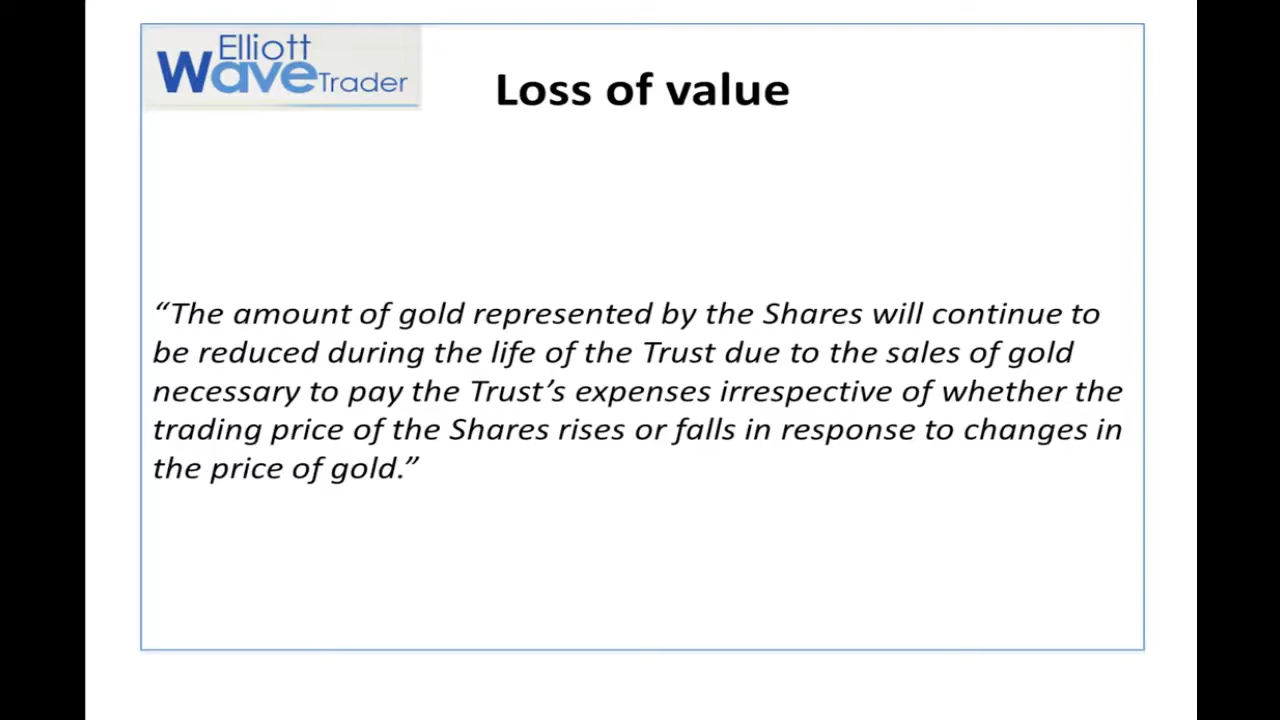 Elliott
WaveTrader
Loss of value
“The amount of gold represented by the Shares will continue to
be reduced during the life of the Trust due to the sales of gold
necessary to pay the Trust’s expenses irrespective of whether the
trading price of the Shares rises or falls in response to changes in
the price of gold.”